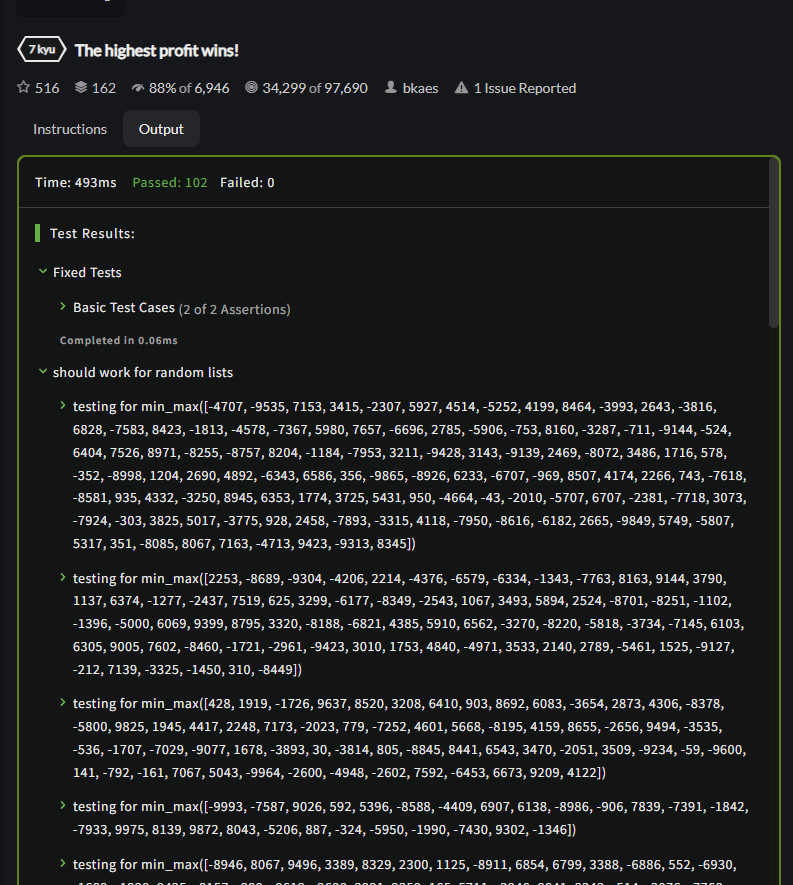 7 kyu The highest profit wins!
516 162 88% of 6,946 34,299 of 97,690 bkaes 1 Issue Reported
Instructions Output
Time: 493ms Passed: 102 Failed: 0
Test Results:
Fixed Tests
Basic Test Cases (2 of 2 Assertions)
Completed in 0.06ms
should work for random lists
testing for min_max([-4707, -9535, 7153, 3415, -2307, 5927, 4514, -5252, 4199, 8464, -3993, 2643, -3816,
6828, -7583, 8423, -1813, -4578, -7367, 5980, 7657, -6696, 2785, -5906, -753, 8160, -3287, -711, -9144, -524,
6404, 7526, 8971, -8255, -8757, 8204, -1184, -7953, 3211, -9428, 3143, -9139, 2469, -8072, 3486, 1716, 578,
-352, -8998, 1204, 2690, 4892, -6343, 6586, 356, -9865, -8926, 6233, -6707, -969, 8507, 4174, 2266, 743, -7618,
-8581, 935, 4332, -3250, 8945, 6353, 1774, 3725, 5431, 950, -4664, -43, -2010, -5707, 6707, -2381, -7718, 3073,
-7924, -303, 3825, 5017, -3775, 928, 2458, -7893, -3315, 4118, -7950, -8616, -6182, 2665, -9849, 5749, -5807,
5317, 351, -8085, 8067, 7163, -4713, 9423, -9313, 8345])
testing for min_max([2253, -8689, -9304, -4206, 2214, -4376, -6579, -6334, -1343, -7763, 8163, 9144, 3790,
1137, 6374, -1277, -2437, 7519, 625, 3299, -6177, -8349, -2543, 1067, 3493, 5894, 2524, -8701, -8251, -1102,
-1396, -5000, 6069, 9399, 8795, 3320, -8188, -6821, 4385, 5910, 6562, -3270, -8220, -5818, -3734, -7145, 6103,
6305, 9005, 7602, -8460, -1721, -2961, -9423, 3010, 1753, 4840, -4971, 3533, 2140, 2789, -5461, 1525, -9127,
-212, 7139, -3325, -1450, 310, -8449])
testing for min_max([428, 1919, -1726, 9637, 8520, 3208, 6410, 903, 8692, 6083, -3654, 2873, 4306, -8378,
-5800, 9825, 1945, 4417, 2248, 7173, -2023, 779, -7252, 4601, 5668, -8195, 4159, 8655, -2656, 9494, -3535,
-536, -1707, -7029, -9077, 1678, -3893, 30, -3814, 805, -8845, 8441, 6543, 3470, -2051, 3509, -9234, -59, -9600,
141, -792, -161, 7067, 5043, -9964, -2600, -4948, -2602, 7592, -6453, 6673, 9209, 4122])
testing for min_max([-9993, -7587, 9026, 592, 5396, -8588, -4409, 6907, 6138, -8986, -906, 7839, -7391, -1842,
-7933, 9975, 8139, 9872, 8043, -5206, 887, -324, -5950, -1990, -7430, 9302, -1346])
testing for min_max([-8946, 8067, 9496, 3389, 8329, 2300, 1125, -8911, 6854, 6799, 3388, -6886, 552, -6930,